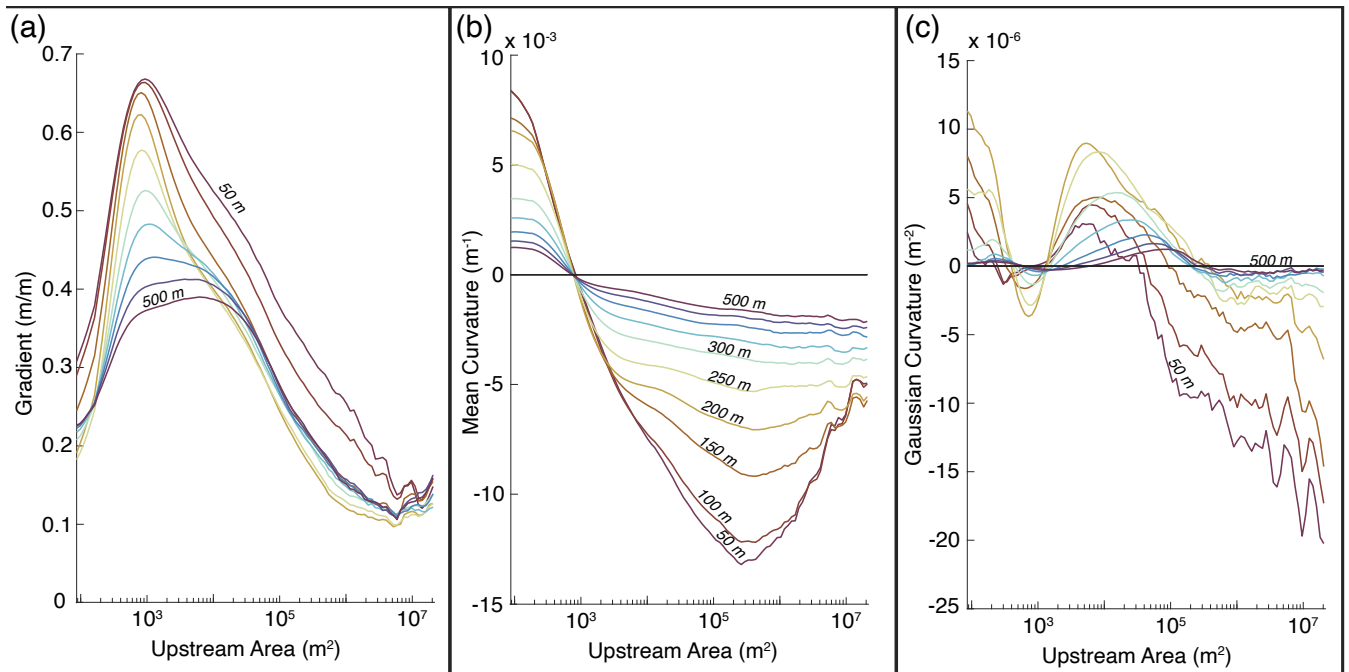 (a)
0.7
0.6
0.5
0.4
0.3
0.2
0.1
0
Gradient (m/m)
50 m
500 m
10³
10⁵
10⁷
Upstream Area (m²)
(b)
x 10⁻³
10
5
0
-5
-10
-15
Mean Curvature (m⁻¹)
500 m
300 m
250 m
200 m
150 m
100 m
50 m
10³
10⁵
10⁷
Upstream Area (m²)
(c)
x 10⁻⁶
15
10
5
0
-5
-10
-15
-20
-25
Gaussian Curvature (m⁻²)
500 m
50 m
10³
10⁵
10⁷
Upstream Area (m²)